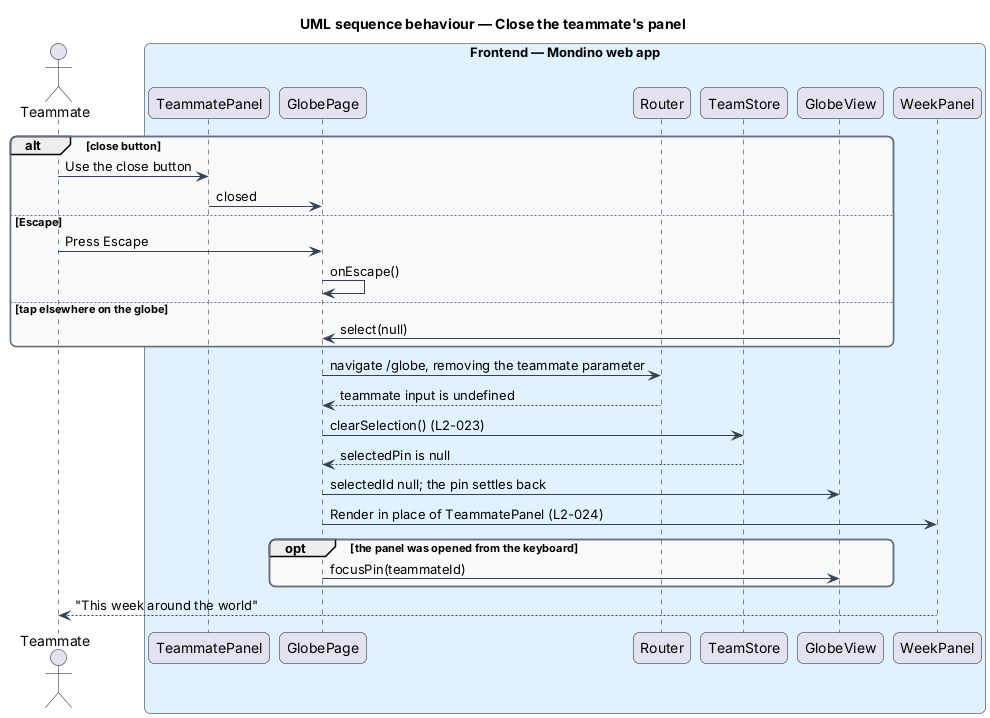 UML sequence behaviour — Close the teammate's panel
Frontend — Mondino web app
Teammate
TeammatePanel
GlobePage
Router
TeamStore
GlobeView
WeekPanel
alt
[close button]
Use the close button
closed
[Escape]
Press Escape
onEscape()
[tap elsewhere on the globe]
select(null)
navigate /globe, removing the teammate parameter
teammate input is undefined
clearSelection() (L2-023)
selectedPin is null
selectedId null; the pin settles back
Render in place of TeammatePanel (L2-024)
opt
[the panel was opened from the keyboard]
focusPin(teammateId)
"This week around the world"
Teammate
TeammatePanel
GlobePage
Router
TeamStore
GlobeView
WeekPanel